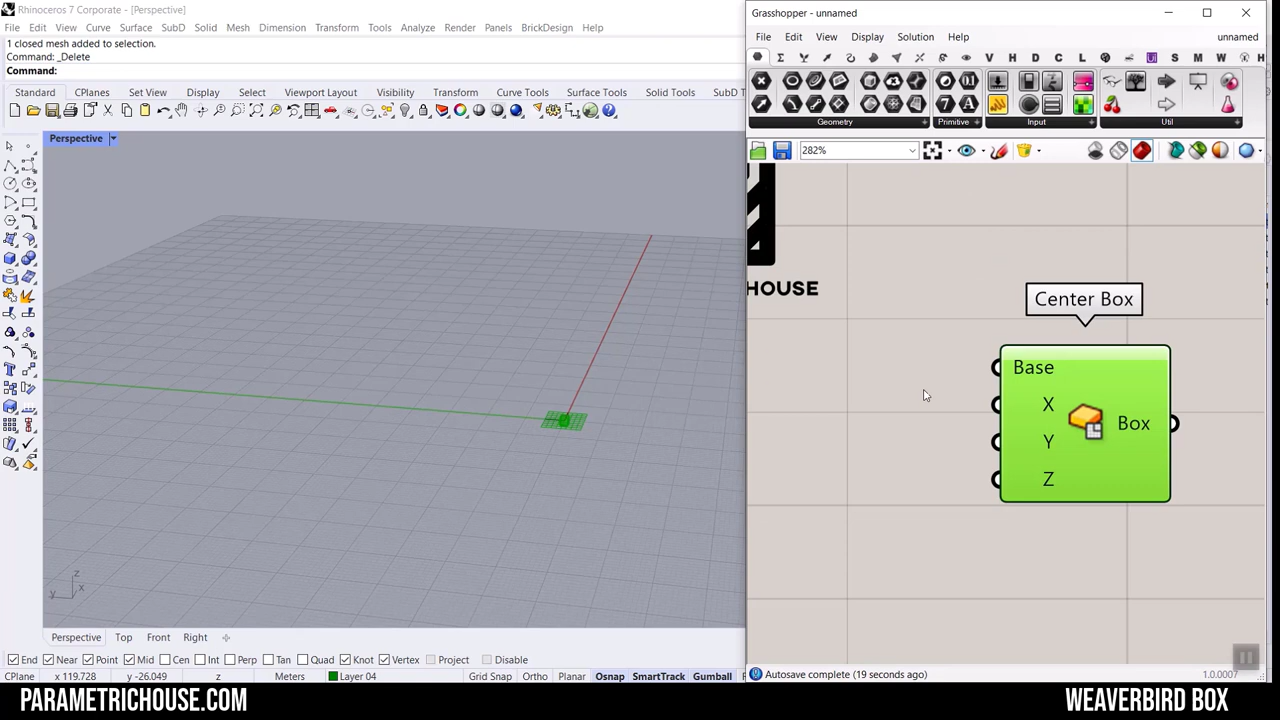 Rhinoceros 7 Corporate - [Perspective]
File Edit View Curve Surface SubD Solid Mesh Dimension Transform Tools Analyze Render Panels BrickDesign Help
1 closed mesh added to selection.
Command: _Delete
Command:
Standard CPlanes Set View Display Select Viewport Layout Visibility Transform Curve Tools Surface Tools Solid Tools SubD T
Perspective
z
y x
Perspective Top Front Right
End Near Point Mid Cen Int Perp Tan Quad Knot Vertex Project Disable
CPlane x 119.728 y -26.049 z Meters Layer 04 Grid Snap Ortho Planar Osnap SmartTrack Gumball
Grasshopper - unnamed
File Edit View Display Solution Help unnamed
V H D C L U S M W H
Geometry Primitive Input Util
282%
HOUSE
Center Box
Base
X
Y
Z
Box
Autosave complete (19 seconds ago) 1.0.0007
PARAMETRICHOUSE.COM WEAVERBIRD BOX